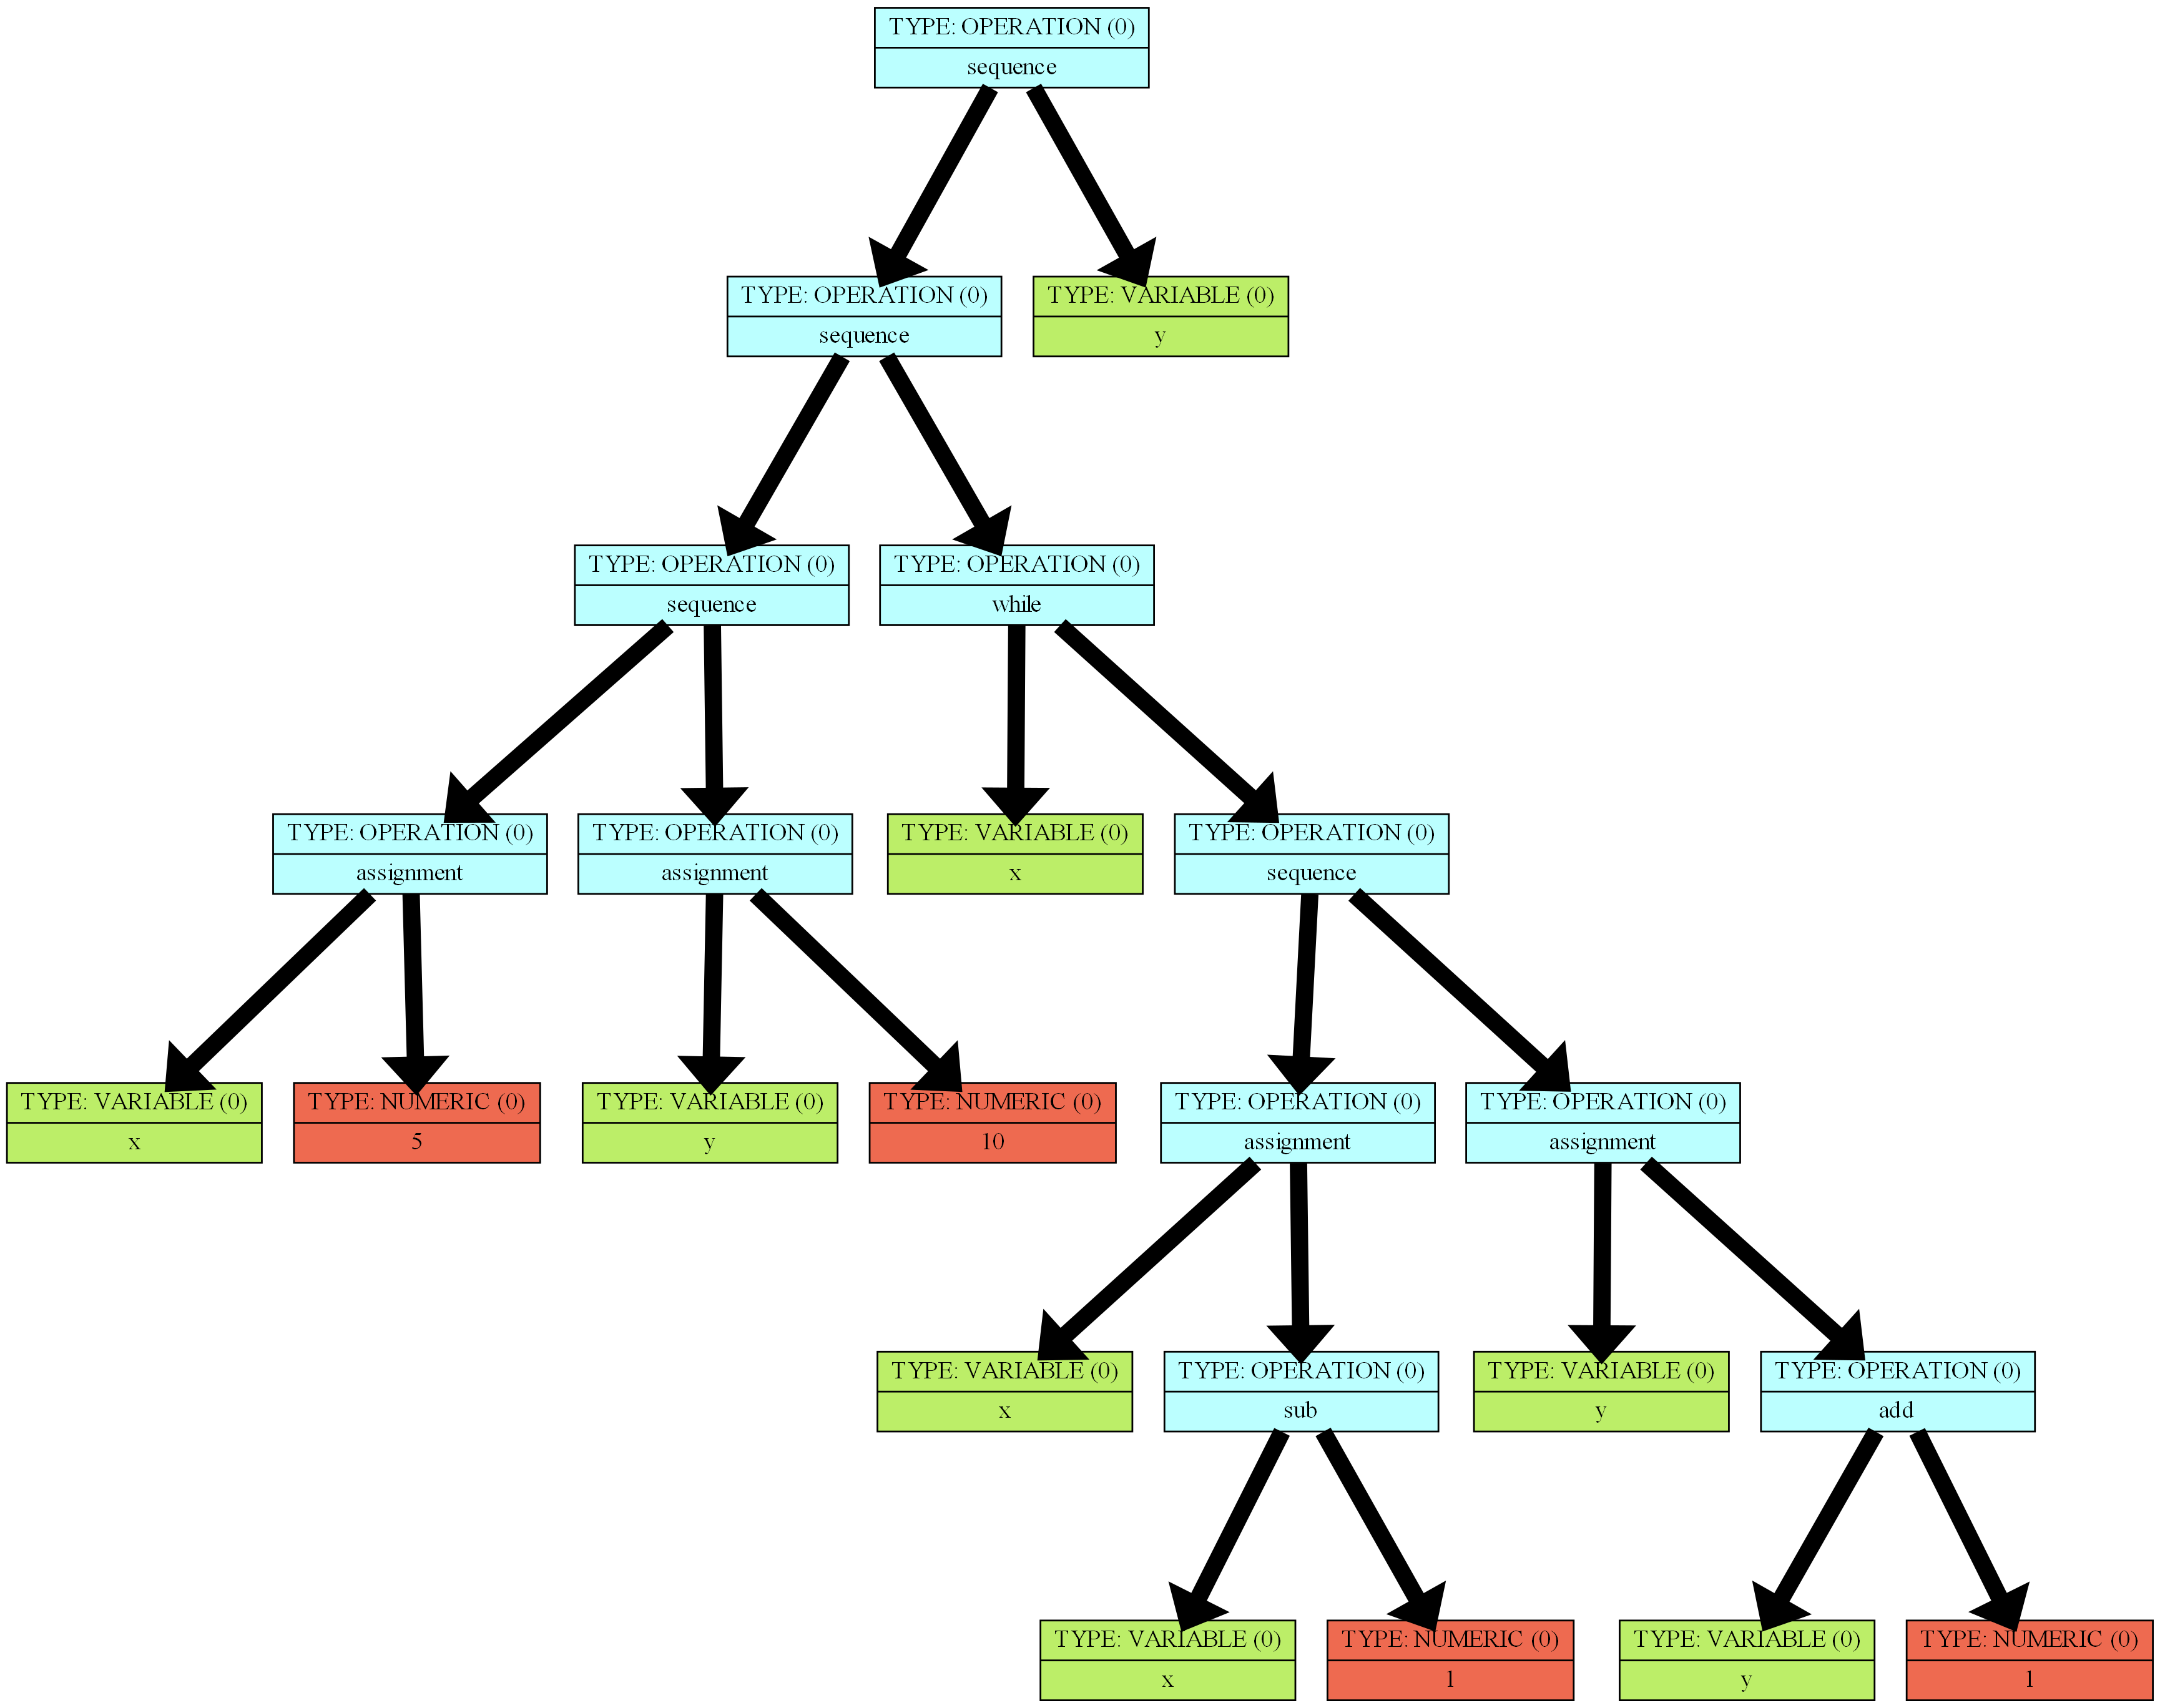 TYPE: OPERATION (0)
sequence
TYPE: OPERATION (0)
sequence
TYPE: VARIABLE (0)
y
TYPE: OPERATION (0)
sequence
TYPE: OPERATION (0)
while
TYPE: OPERATION (0)
assignment
TYPE: OPERATION (0)
assignment
TYPE: VARIABLE (0)
x
TYPE: OPERATION (0)
sequence
TYPE: VARIABLE (0)
x
TYPE: NUMERIC (0)
5
TYPE: VARIABLE (0)
y
TYPE: NUMERIC (0)
10
TYPE: OPERATION (0)
assignment
TYPE: OPERATION (0)
assignment
TYPE: VARIABLE (0)
x
TYPE: OPERATION (0)
sub
TYPE: VARIABLE (0)
y
TYPE: OPERATION (0)
add
TYPE: VARIABLE (0)
x
TYPE: NUMERIC (0)
1
TYPE: VARIABLE (0)
y
TYPE: NUMERIC (0)
1